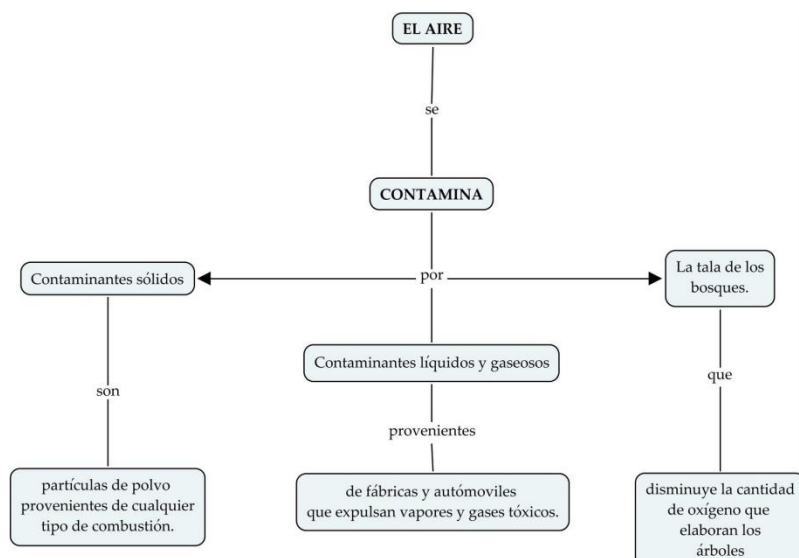 EL AIRE
se
CONTAMINA
por
Contaminantes sólidos
La tala de los
bosques.
Contaminantes líquidos y gaseosos
son
que
provenientes
partículas de polvo
provenientes de cualquier
tipo de combustión.
de fábricas y autómoviles
que expulsan vapores y gases tóxicos.
disminuye la cantidad
de oxígeno que
elaboran los
árboles